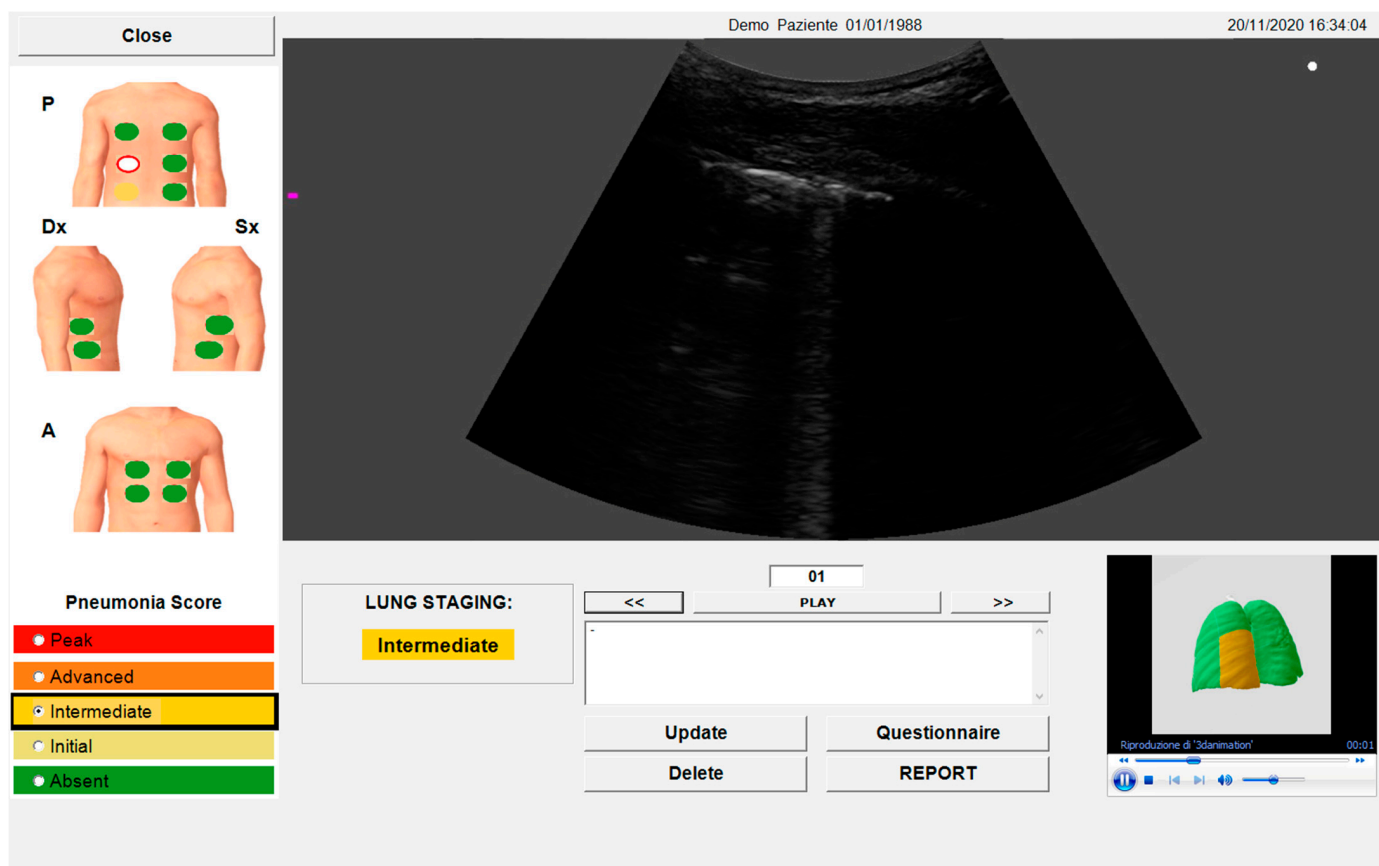 Close
Demo Paziente 01/01/1988
20/11/2020 16:34:04
P
Dx
Sx
A
Pneumonia Score
Peak
Advanced
Intermediate
Initial
Absent
LUNG STAGING:
Intermediate
01
<<
PLAY
>>
-
Update
Questionnaire
Delete
REPORT
Riproduzione di '3danimation'
00:01